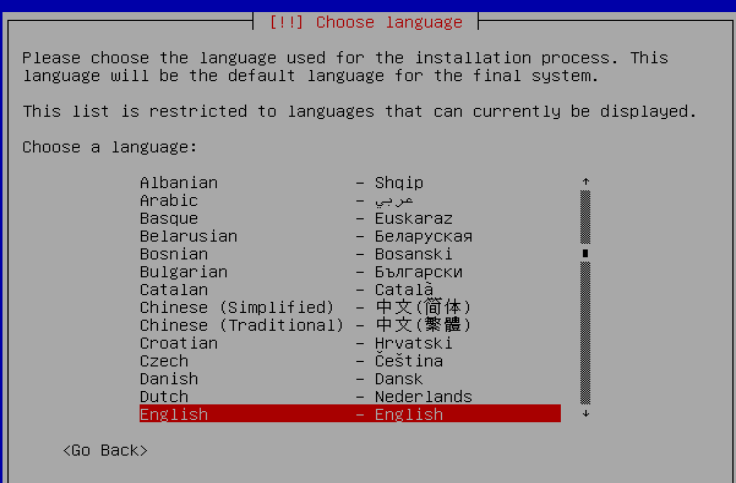 [!!] Choose language
Please choose the language used for the installation process. This
language will be the default language for the final system.
This list is restricted to languages that can currently be displayed.
Choose a language:
Albanian - Shqip
Arabic - عربي
Basque - Euskaraz
Belarusian - Беларуская
Bosnian - Bosanski
Bulgarian - Български
Catalan - Català
Chinese (Simplified) - 中文(简体)
Chinese (Traditional) - 中文(繁體)
Croatian - Hrvatski
Czech - Čeština
Danish - Dansk
Dutch - Nederlands
English - English
<Go Back>